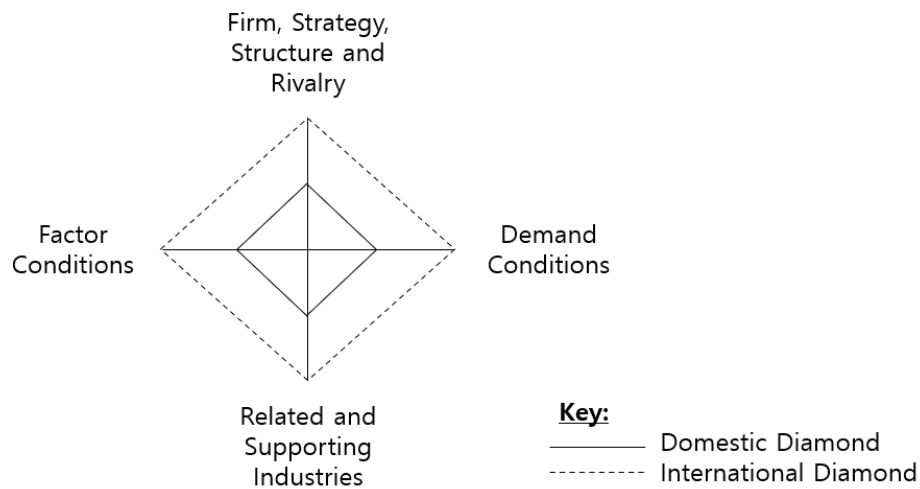 Firm, Strategy,
Structure and
Rivalry
Factor
Conditions
Demand
Conditions
Related and
Supporting
Industries
Key:
Domestic Diamond
International Diamond